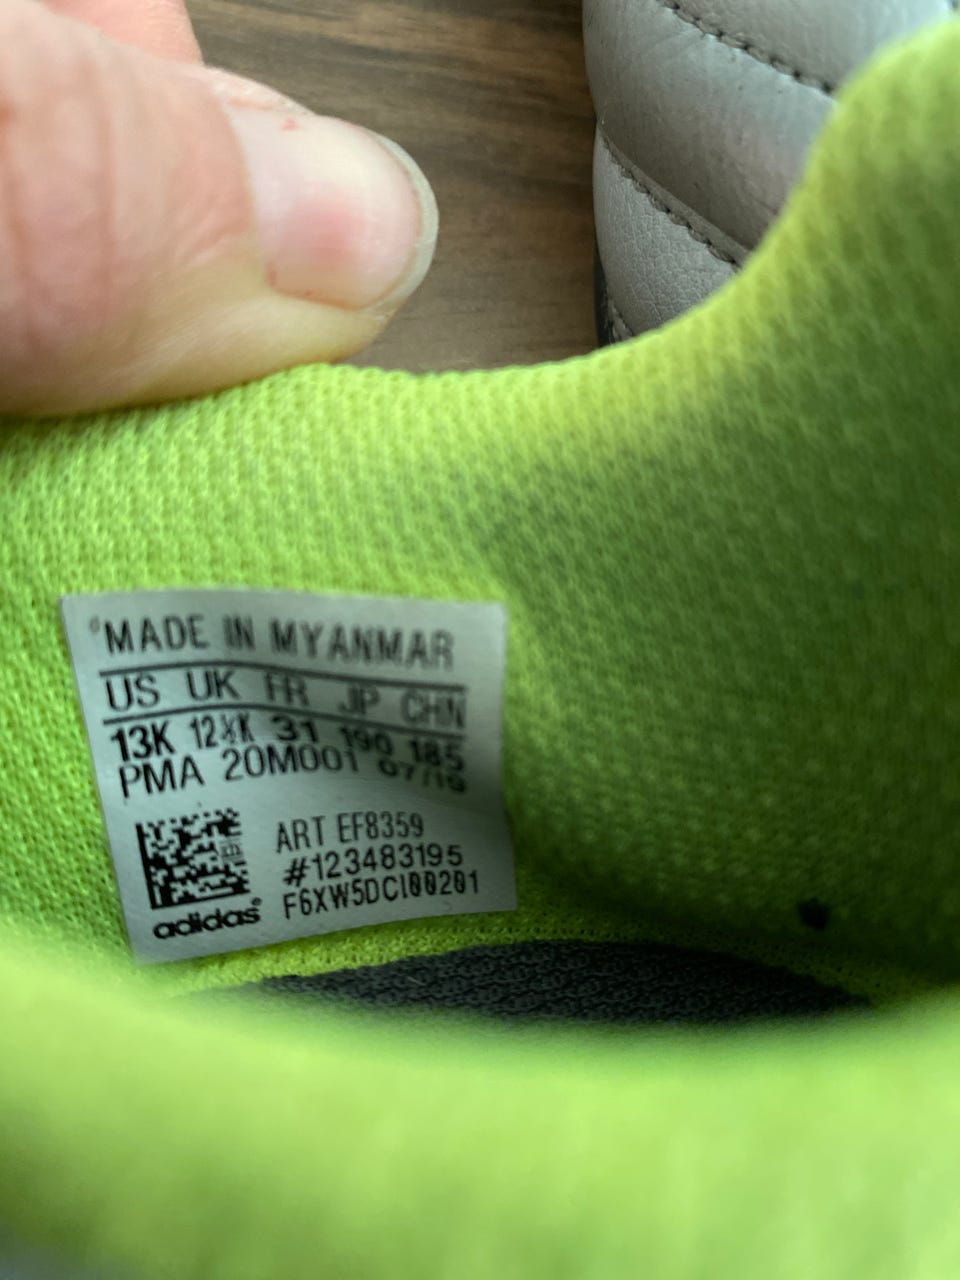 MADE IN MYANMAR
US UK FR JP CHN
13K 12½K 31 190 185
PMA 20M001 07/19
ART EF8359
#123483195
F6XW5DCI00201
adidas®